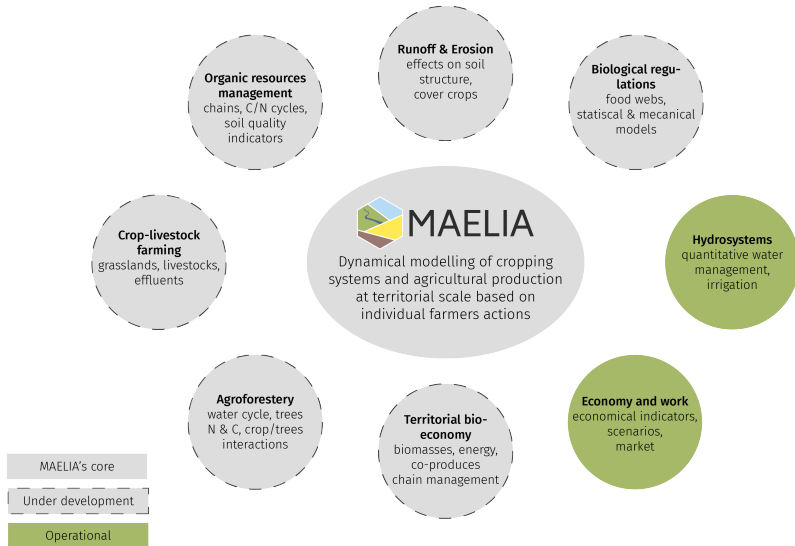 Runoff & Erosion
effects on soil
structure,
cover crops
Organic resources
management
chains, C/N cycles,
soil quality
indicators
Biological regu-
lations
food webs,
statiscal & mecanical
models
MAELIA
Dynamical modelling of cropping
systems and agricultural production
at territorial scale based on
individual farmers actions
Crop-livestock
farming
grasslands, livestocks,
effluents
Hydrosystems
quantitative water
management,
irrigation
Agroforestery
water cycle, trees
N & C, crop/trees
interactions
Territorial bio-
economy
biomasses, energy,
co-produces
chain management
Economy and work
economical indicators,
scenarios,
market
MAELIA's core
Under development
Operational